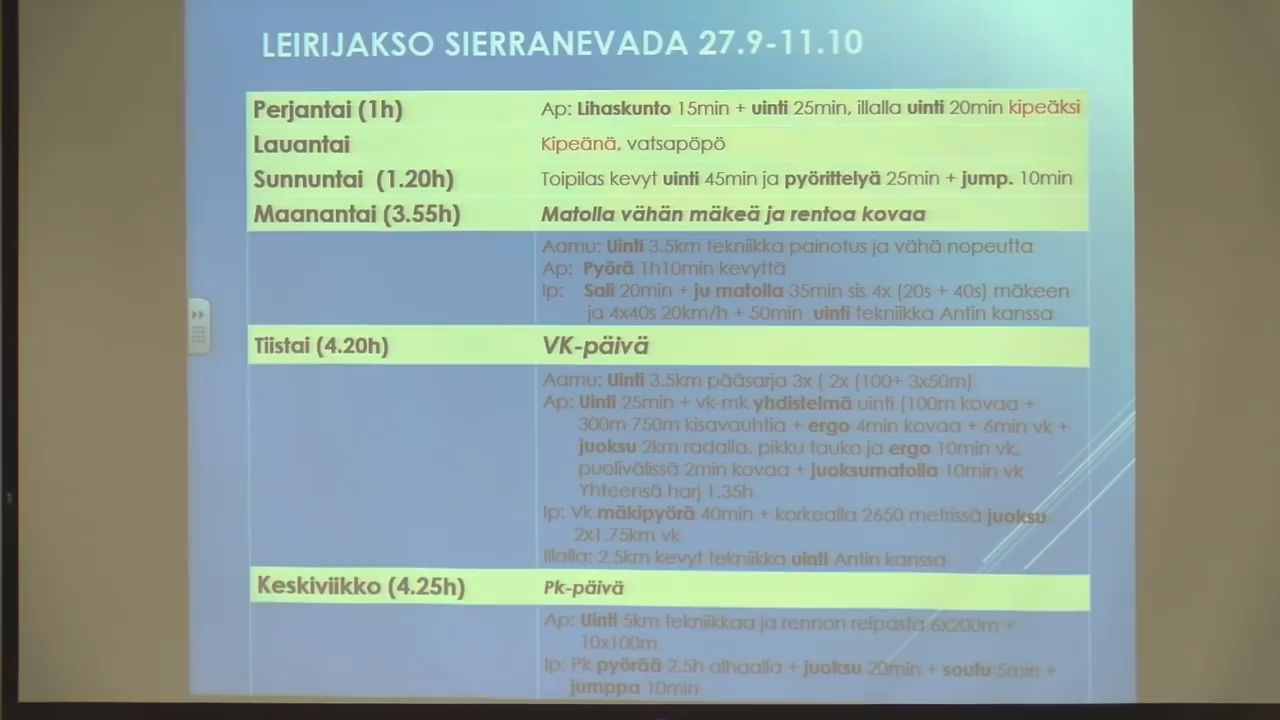 LEIRIJAKSO SIERRANEVADA 27.9-11.10
Perjantai (1h) Ap: Lihaskunto 15min + uinti 25min, illalla uinti 20min kipeäksi
Lauantai Kipeänä, vatsapöpö
Sunnuntai (1.20h) Toipilas kevyt uinti 45min ja pyörittelyä 25min + jump. 10min
Maanantai (3.55h) Matolla vähän mäkeä ja rentoa kovaa
Aamu: Uinti 3.5km tekniikka painotus ja vähä nopeutta
Ap: Pyörä 1h10min kevyttä
Ip: Sali 20min + ju matolla 35min sis 4x (20s + 40s) mäkeen
ja 4x40s 20km/h + 50min uinti tekniikka Antin kanssa
Tiistai (4.20h) VK-päivä
Aamu: Uinti 3.5km pääsarja 3x ( 2x (100+ 3x50m)
Ap: Uinti 25min + vk-mk yhdistelmä uinti (100m kovaa +
300m 750m kisavauhtia + ergo 4min kovaa + 6min vk +
juoksu 2km radalla, pikku tauko ja ergo 10min vk,
puolivälissä 2min kovaa + juoksumatolla 10min vk
Yhteensä harj 1.35h
Ip: Vk mäkipyörä 40min + korkealla 2650 metrissä juoksu
2x1.75km vk
Illalla: 2.5km kevyt tekniikka uinti Antin kanssa
Keskiviikko (4.25h) Pk-päivä
Ap: Uinti 5km tekniikkaa ja rennon reipasta 6x200m +
10x100m
Ip: Pk pyörää 2.5h alhaalla + juoksu 20min + soutu 5min +
jumppa 10min